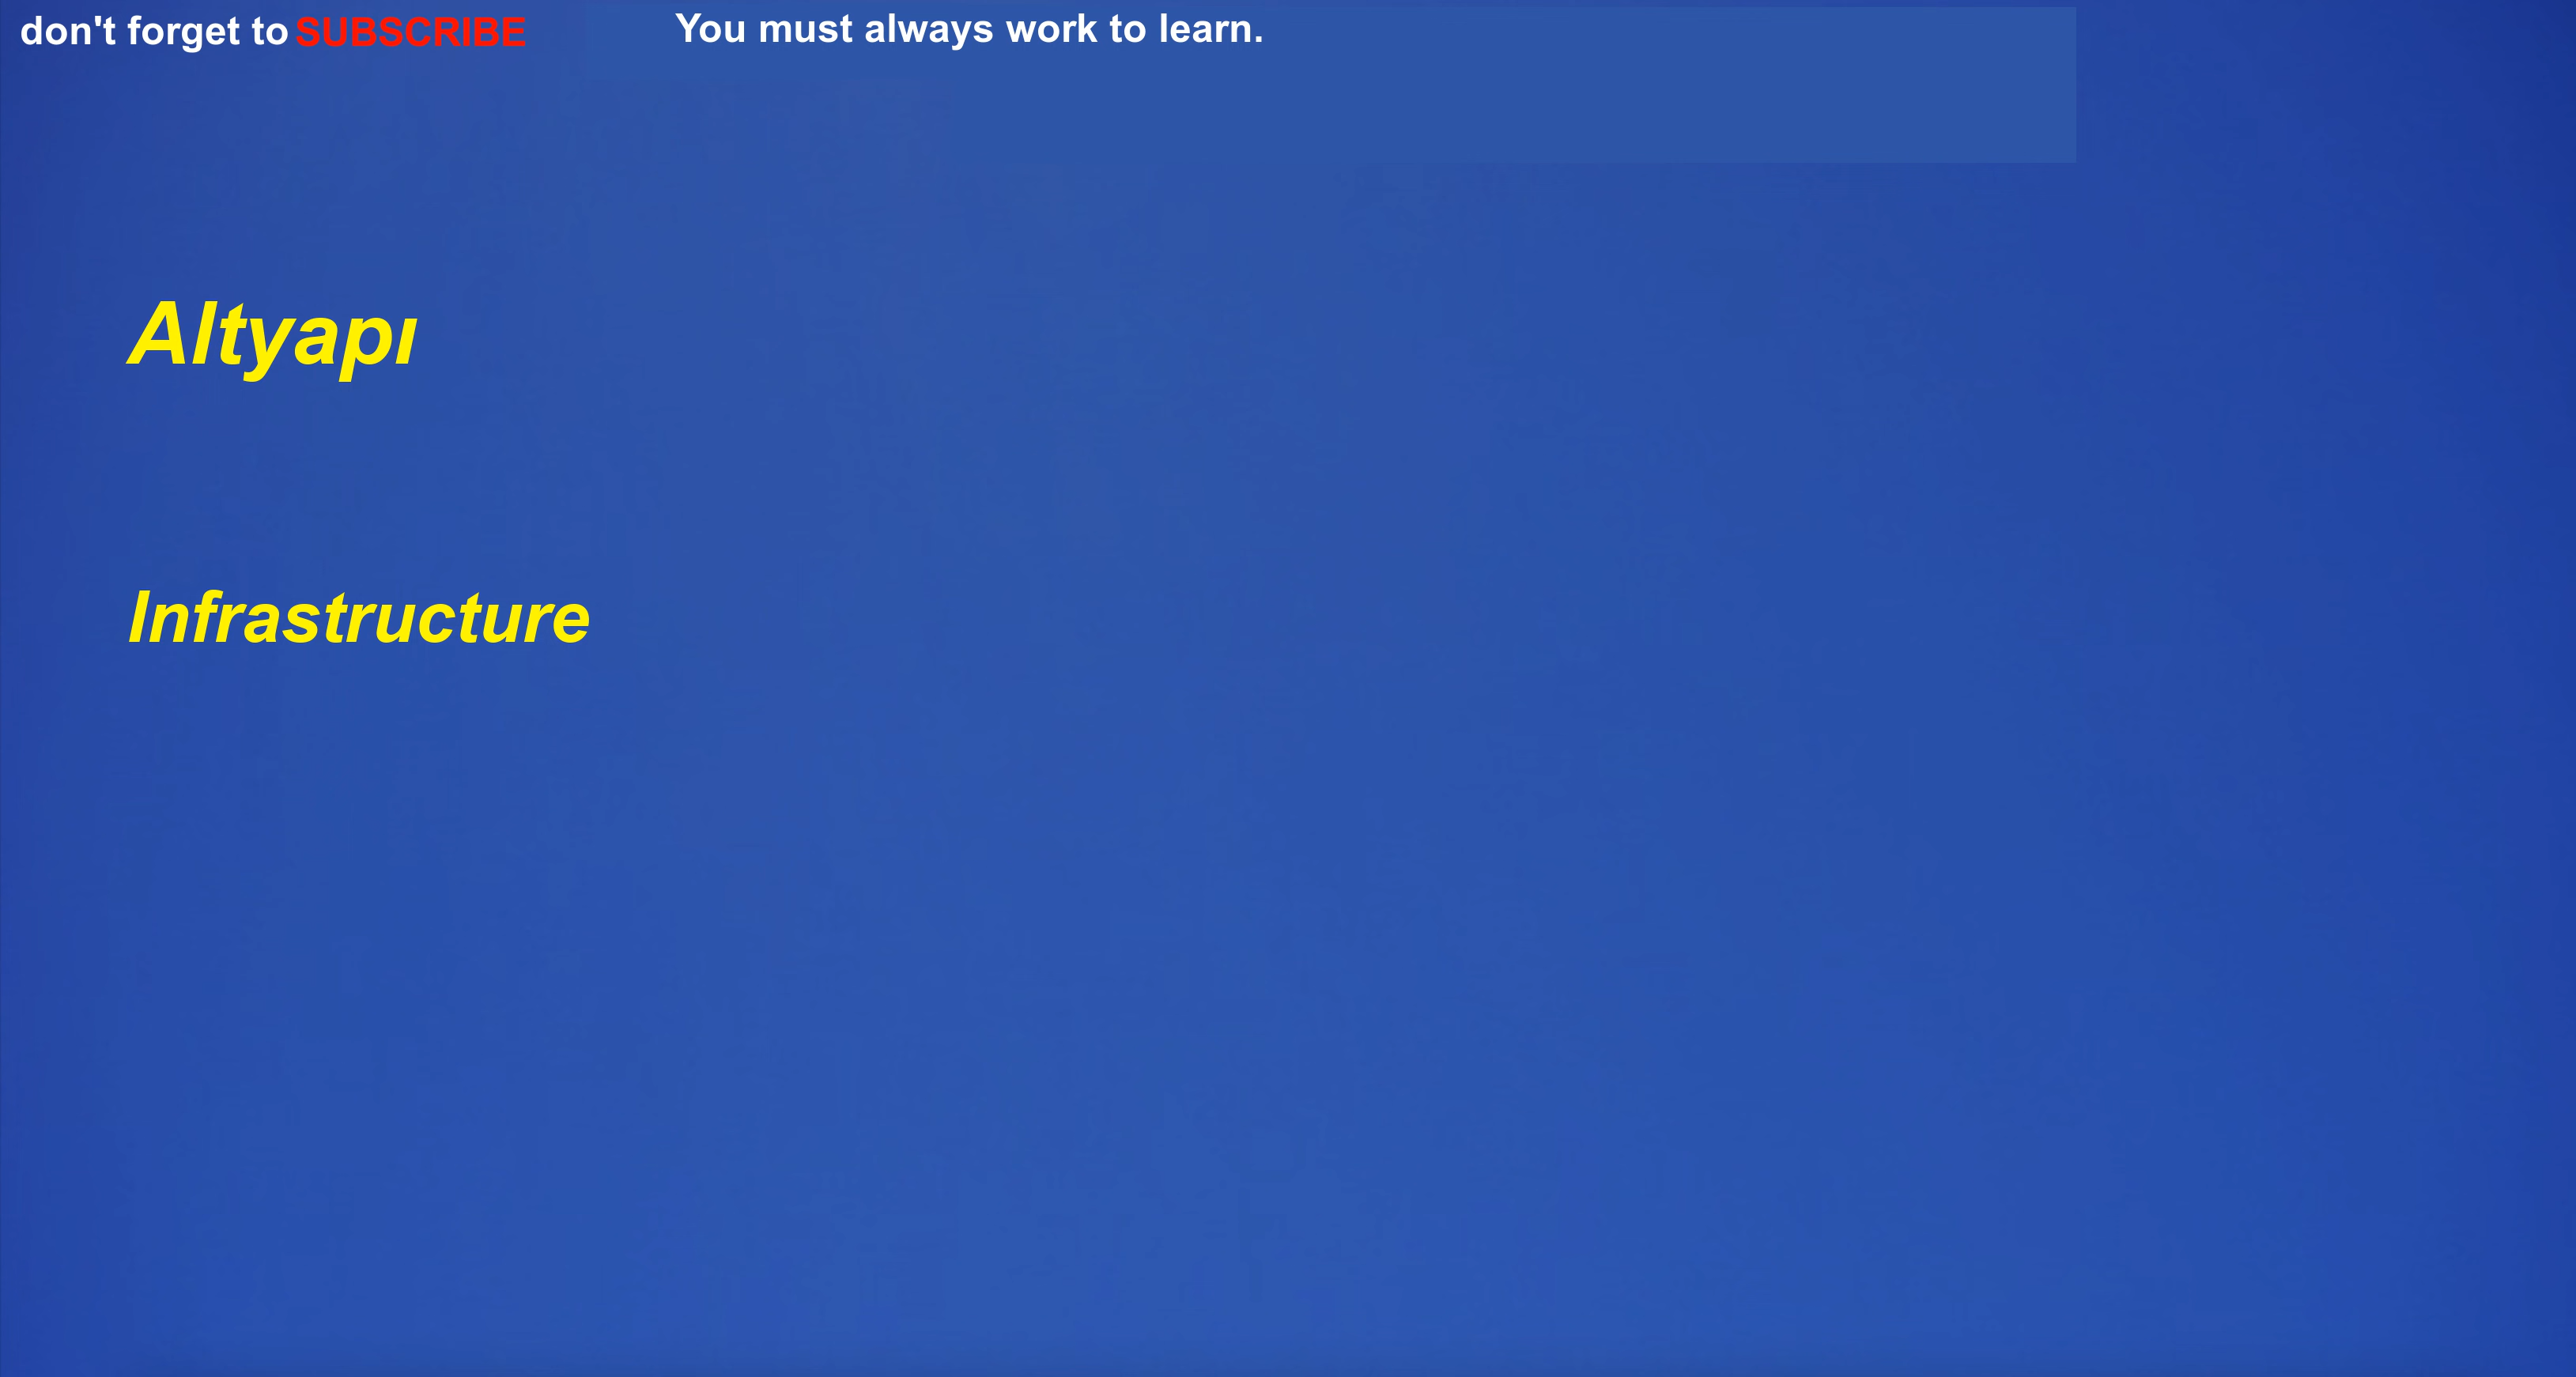 don't forget to SUBSCRIBE You must always work to learn.
Altyapı
Infrastructure